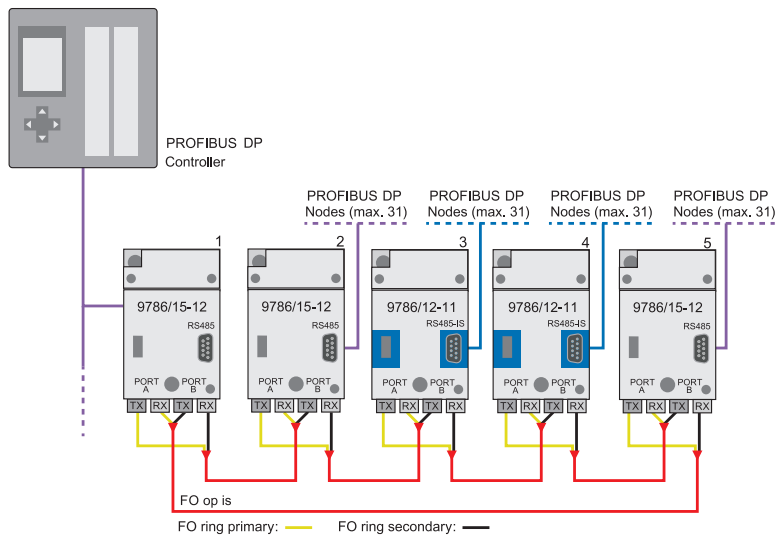 PROFIBUS DP
Controller
PROFIBUS DP
Nodes (max. 31)
PROFIBUS DP
Nodes (max. 31)
PROFIBUS DP
Nodes (max. 31)
PROFIBUS DP
Nodes (max. 31)
1
2
3
4
5
9786/15-12
9786/15-12
9786/12-11
9786/12-11
9786/15-12
RS485
RS485
RS485-IS
RS485-IS
RS485
PORT A
PORT B
PORT A
PORT B
PORT A
PORT B
PORT A
PORT B
PORT A
PORT B
TX RX TX RX
TX RX TX RX
TX RX TX RX
TX RX TX RX
TX RX TX RX
FO op is
FO ring primary:
FO ring secondary: